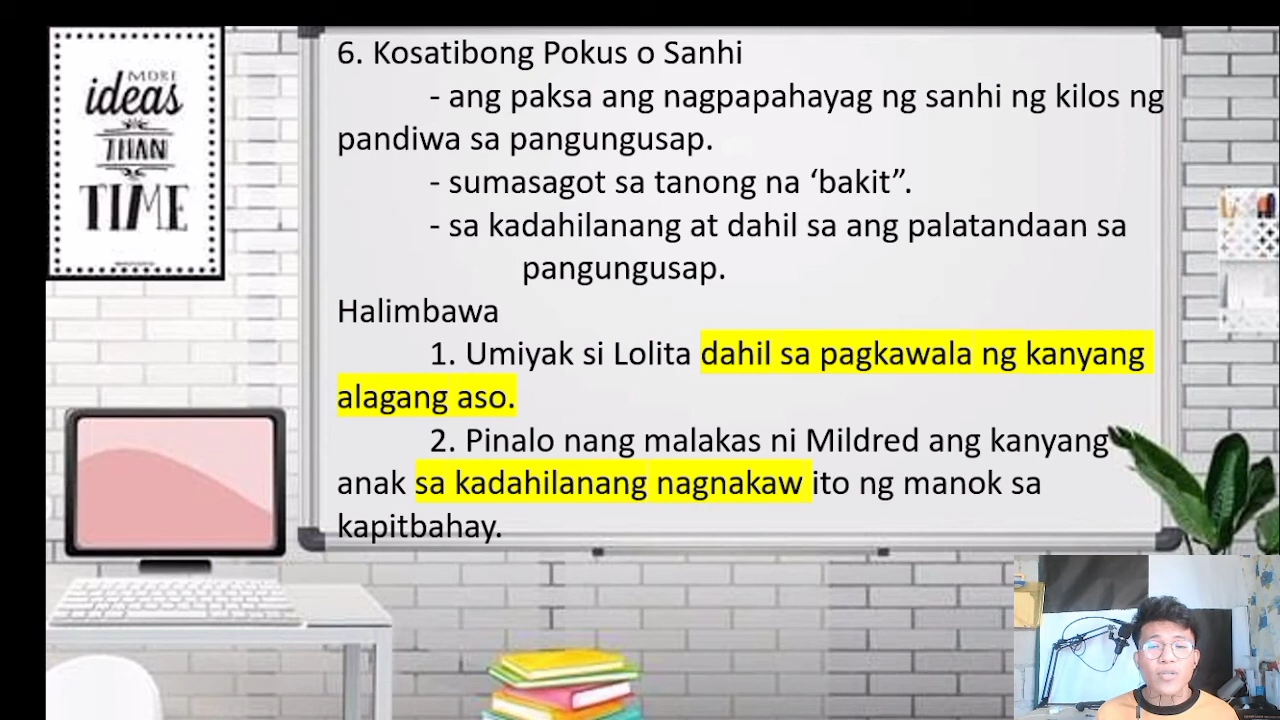 MORE
ideas
THAN
TIME
6. Kosatibong Pokus o Sanhi
- ang paksa ang nagpapahayag ng sanhi ng kilos ng
pandiwa sa pangungusap.
- sumasagot sa tanong na ‘bakit”.
- sa kadahilanang at dahil sa ang palatandaan sa
pangungusap.
Halimbawa
1. Umiyak si Lolita dahil sa pagkawala ng kanyang
alagang aso.
2. Pinalo nang malakas ni Mildred ang kanyang
anak sa kadahilanang nagnakaw ito ng manok sa
kapitbahay.